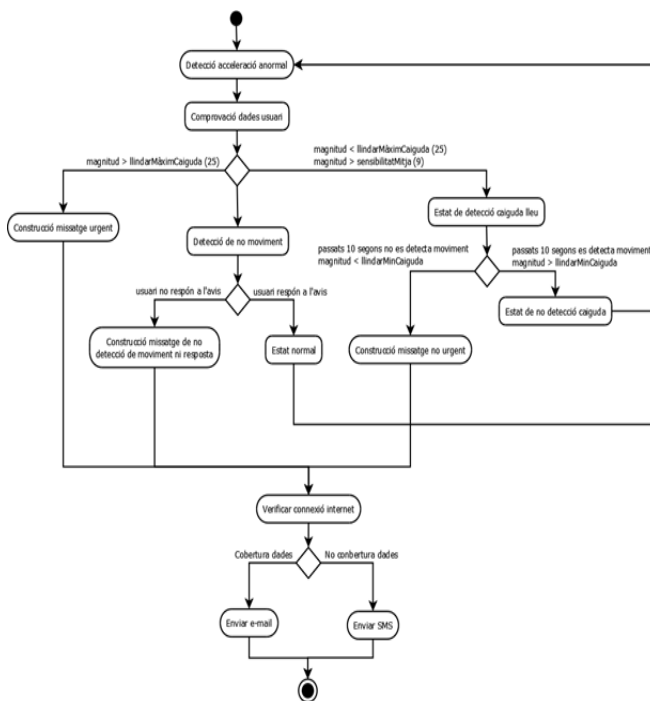 Detecció acceleració anormal
Comprovació dades usuari
magnitud > llindarMàximCaiguda (25)
magnitud < llindarMàximCaiguda (25)
magnitud > sensibilitatMitja (9)
Construcció missatge urgent
Detecció de no moviment
Estat de detecció caiguda lleu
passats 10 segons no es detecta moviment
magnitud < llindarMinCaiguda
passats 10 segons es detecta moviment
magnitud > llindarMinCaiguda
usuari no respón a l'avis
usuari respón a l'avis
Construcció missatge de no
detecció de moviment ni resposta
Estat normal
Construcció missatge no urgent
Estat de no detecció caiguda
Verificar connexió internet
Cobertura dades
No conbertura dades
Enviar e-mail
Enviar SMS